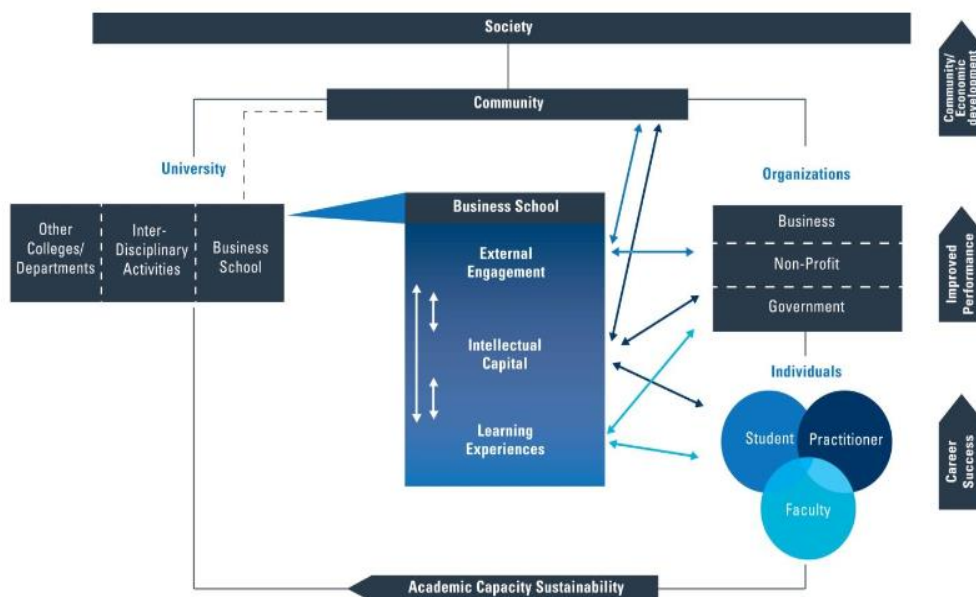 Society
Community
Community/
Economic
development
University
Organizations
Other
Colleges/
Departments
Inter-
Disciplinary
Activities
Business
School
Business School
External
Engagement
Intellectual
Capital
Learning
Experiences
Business
Non-Profit
Government
Improved
Performance
Individuals
Student
Practitioner
Faculty
Career
Success
Academic Capacity Sustainability